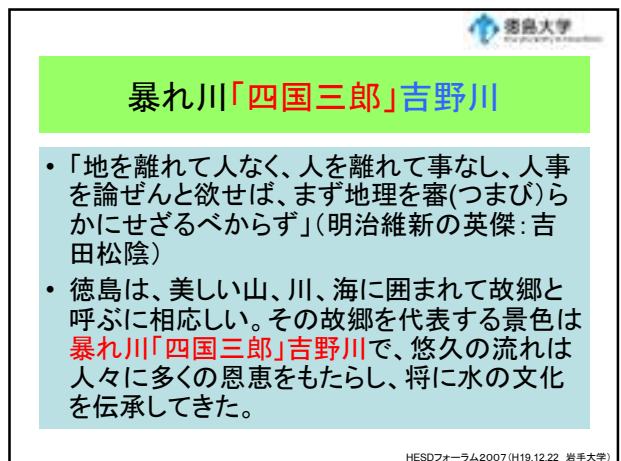 徳島大学
暴れ川「四国三郎」吉野川
• 「地を離れて人なく、人を離れて事なし、人事
を論ぜんと欲せば、まず地理を審(つまび)ら
かにせざるべからず」(明治維新の英傑:吉
田松陰)
• 徳島は、美しい山、川、海に囲まれて故郷と
呼ぶに相応しい。その故郷を代表する景色は
暴れ川「四国三郎」吉野川で、悠久の流れは
人々に多くの恩恵をもたらし、将に水の文化
を伝承してきた。
HESDフォーラム2007(H19.12.22 岩手大学)